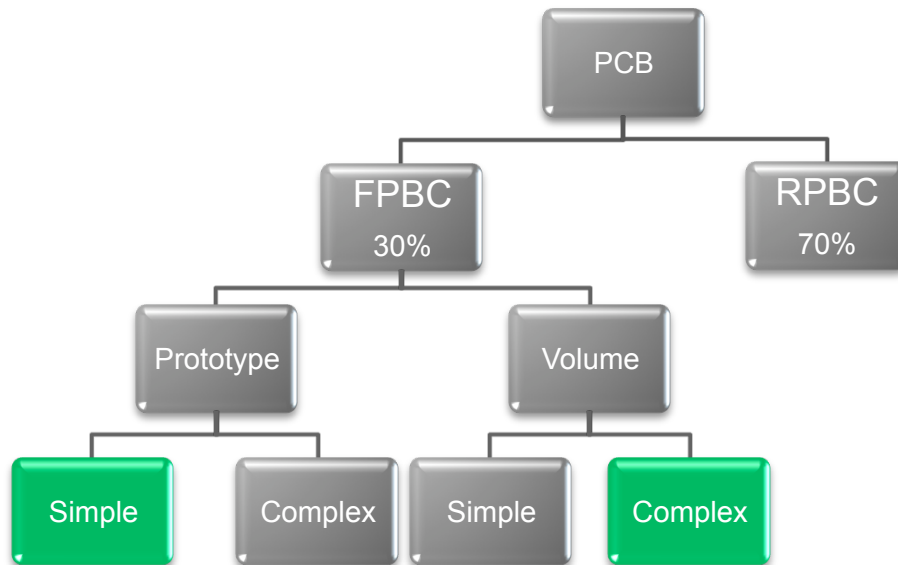 PCB
FPBC
30%
RPBC
70%
Prototype
Volume
Simple
Complex
Simple
Complex